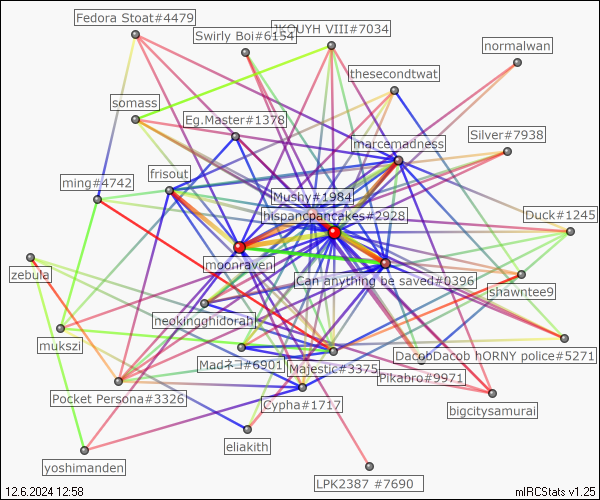 Fedora Stoat#4479
Swirly Boi#6154
JKOUYH VIII#7034
normalwan
thesecondtwat
somass
Eg.Master#1378
marcemadness
Silver#7938
frisout
ming#4742
Mushy#1984
hispancpancakes#2928
Duck#1245
moonraven
zebula
Can anything be saved#0396
shawntee9
neokingghidorah
mukszi
DacobDacob hORNY police#5271
Madネコ#6901
Majestic#3375
Pikabro#9971
Pocket Persona#3326
Cypha#1717
bigcitysamurai
eliakith
yoshimanden
LPK2387 #7690
12.6.2024 12:58
mIRCStats v1.25